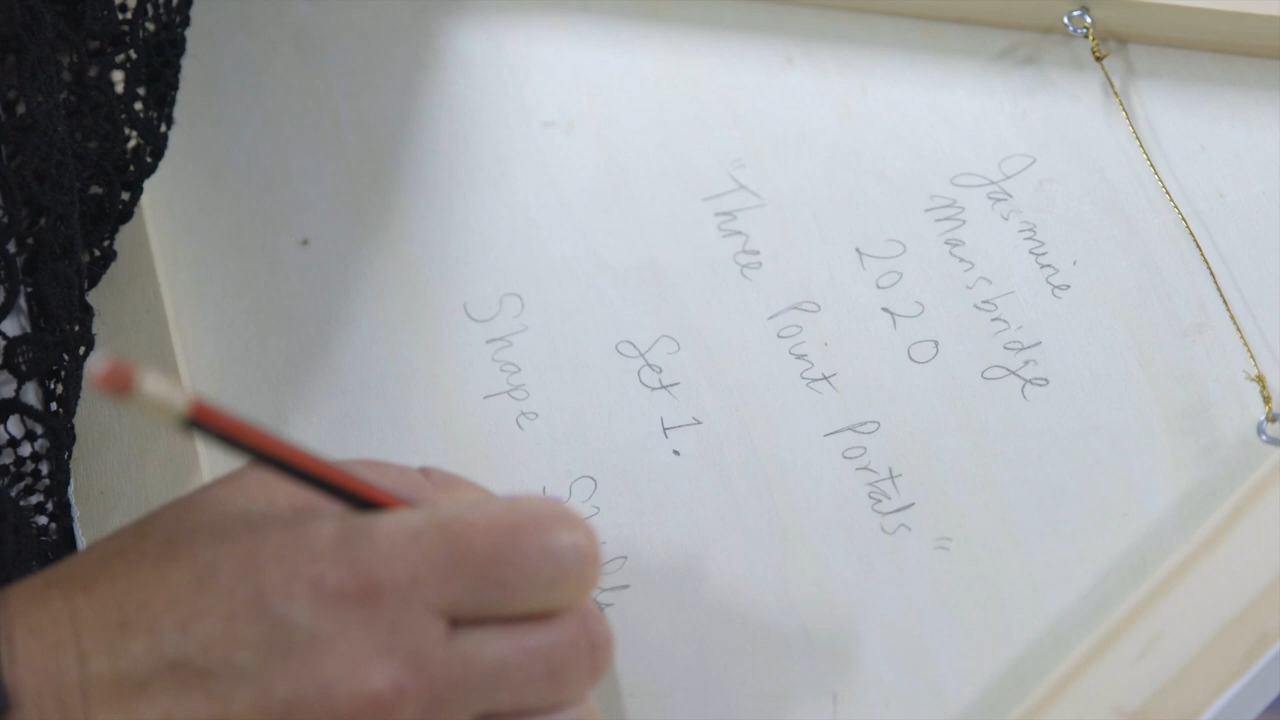 Jasmine
Mansbridge
2020
"Three Point Portals"
Set 1.
Shape